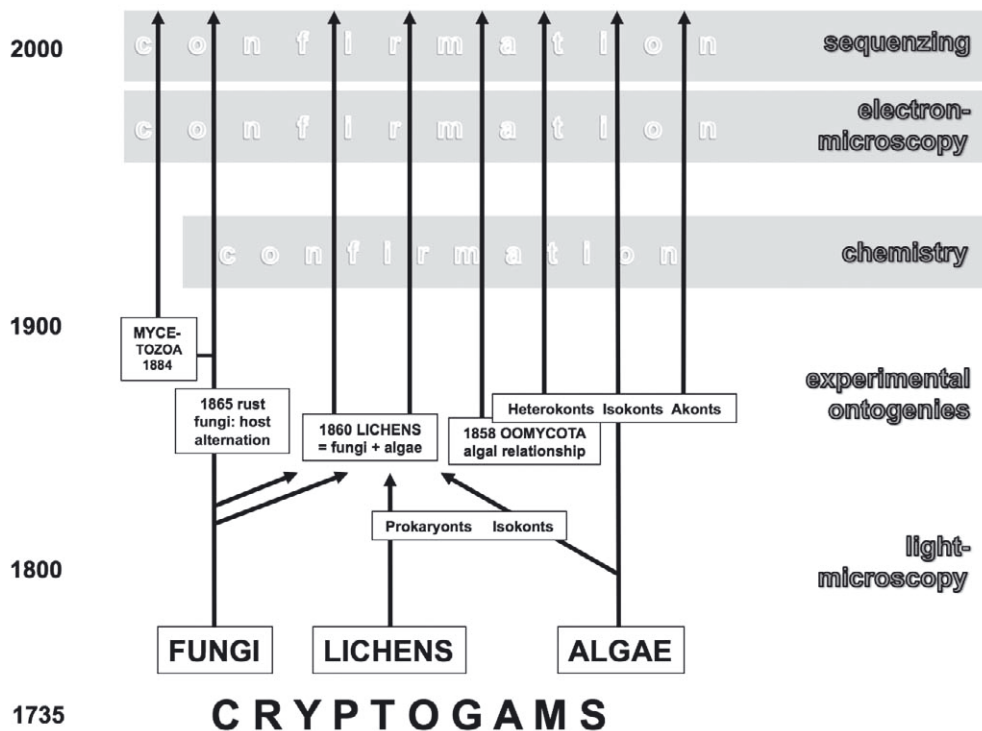 2000
c o n f i r m a t i o n
sequenzing
c o n f i r m a t i o n
electron-
microscopy
c o n f i r m a t i o n
chemistry
1900
MYCE-
TOZOA
1884
1865 rust
fungi: host
alternation
1860 LICHENS
= fungi + algae
Heterokonts Isokonts Akonts
1858 OOMYCOTA
algal relationship
experimental
ontogenies
Prokaryonts Isokonts
1800
light-
microscopy
FUNGI
LICHENS
ALGAE
1735
C R Y P T O G A M S